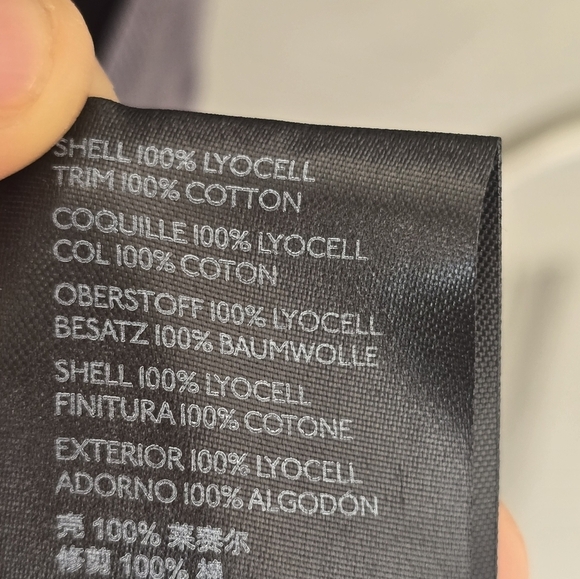 SHELL 100% LYOCELL
TRIM 100% COTTON
COQUILLE 100% LYOCELL
COL 100% COTON
OBERSTOFF 100% LYOCELL
BESATZ 100% BAUMWOLLE
SHELL 100% LYOCELL
FINITURA 100% COTONE
EXTERIOR 100% LYOCELL
ADORNO 100% ALGODÓN
壳 100% 莱赛尔
修剪 100% 棉